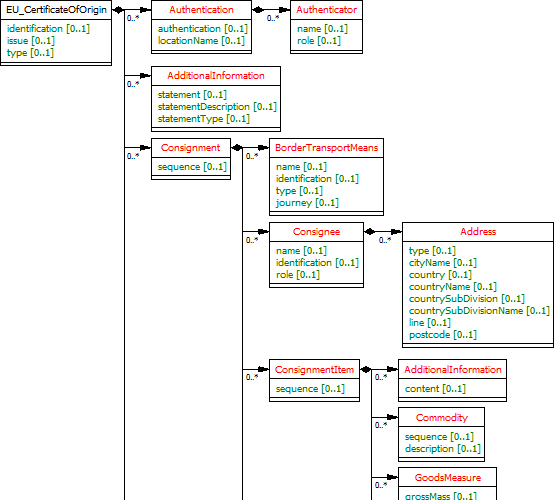 EU_CertificateOfOrigin
identification [0..1]
issue [0..1]
type [0..1]
0..*
Authentication
authentication [0..1]
locationName [0..1]
0..*
Authenticator
name [0..1]
role [0..1]
0..*
AdditionalInformation
statement [0..1]
statementDescription [0..1]
statementType [0..1]
0..*
Consignment
sequence [0..1]
0..*
BorderTransportMeans
name [0..1]
identification [0..1]
type [0..1]
journey [0..1]
0..*
Consignee
name [0..1]
identification [0..1]
role [0..1]
0..*
Address
type [0..1]
cityName [0..1]
country [0..1]
countryName [0..1]
countrySubDivision [0..1]
countrySubDivisionName [0..1]
line [0..1]
postcode [0..1]
0..*
ConsignmentItem
sequence [0..1]
0..*
AdditionalInformation
content [0..1]
0..*
Commodity
sequence [0..1]
description [0..1]
0..*
GoodsMeasure
grossMass [0..1]